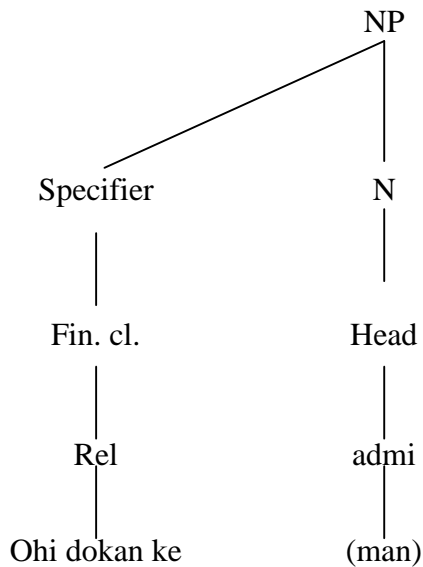 NP
Specifier N
Fin. cl. Head
Rel admi
Ohi dokan ke (man)